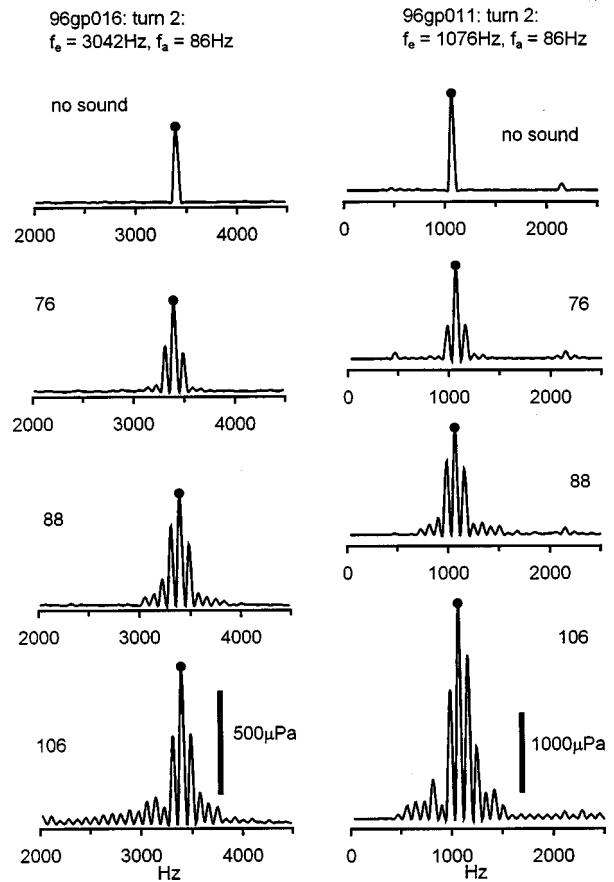 96gp016: turn 2:
fe = 3042Hz, fa = 86Hz
no sound
2000 3000 4000
76
2000 3000 4000
88
2000 3000 4000
106
500µPa
2000 3000 4000
Hz
96gp011: turn 2:
fe = 1076Hz, fa = 86Hz
no sound
0 1000 2000
76
0 1000 2000
88
0 1000 2000
106
1000µPa
0 1000 2000
Hz